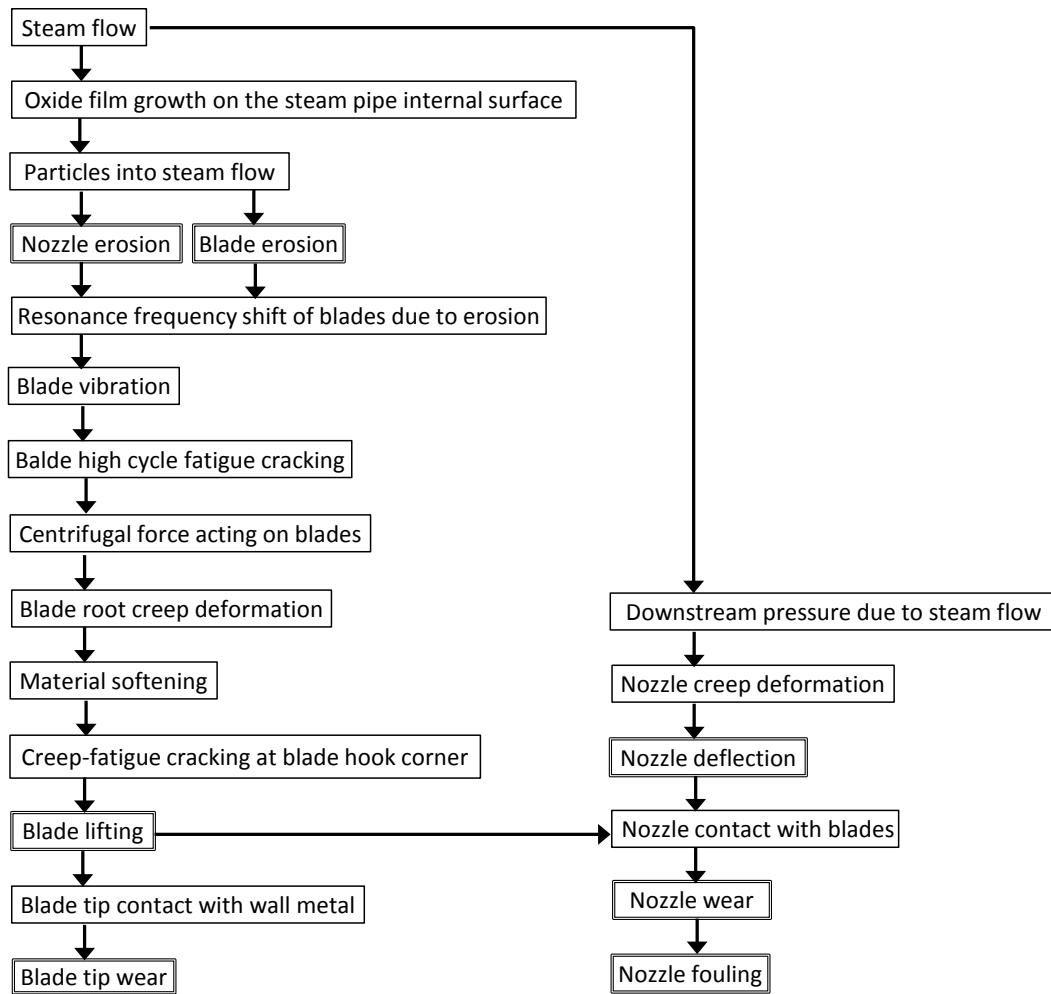 Steam flow
Oxide film growth on the steam pipe internal surface
Particles into steam flow
Nozzle erosion
Blade erosion
Resonance frequency shift of blades due to erosion
Blade vibration
Balde high cycle fatigue cracking
Centrifugal force acting on blades
Blade root creep deformation
Material softening
Creep-fatigue cracking at blade hook corner
Blade lifting
Blade tip contact with wall metal
Blade tip wear
Downstream pressure due to steam flow
Nozzle creep deformation
Nozzle deflection
Nozzle contact with blades
Nozzle wear
Nozzle fouling